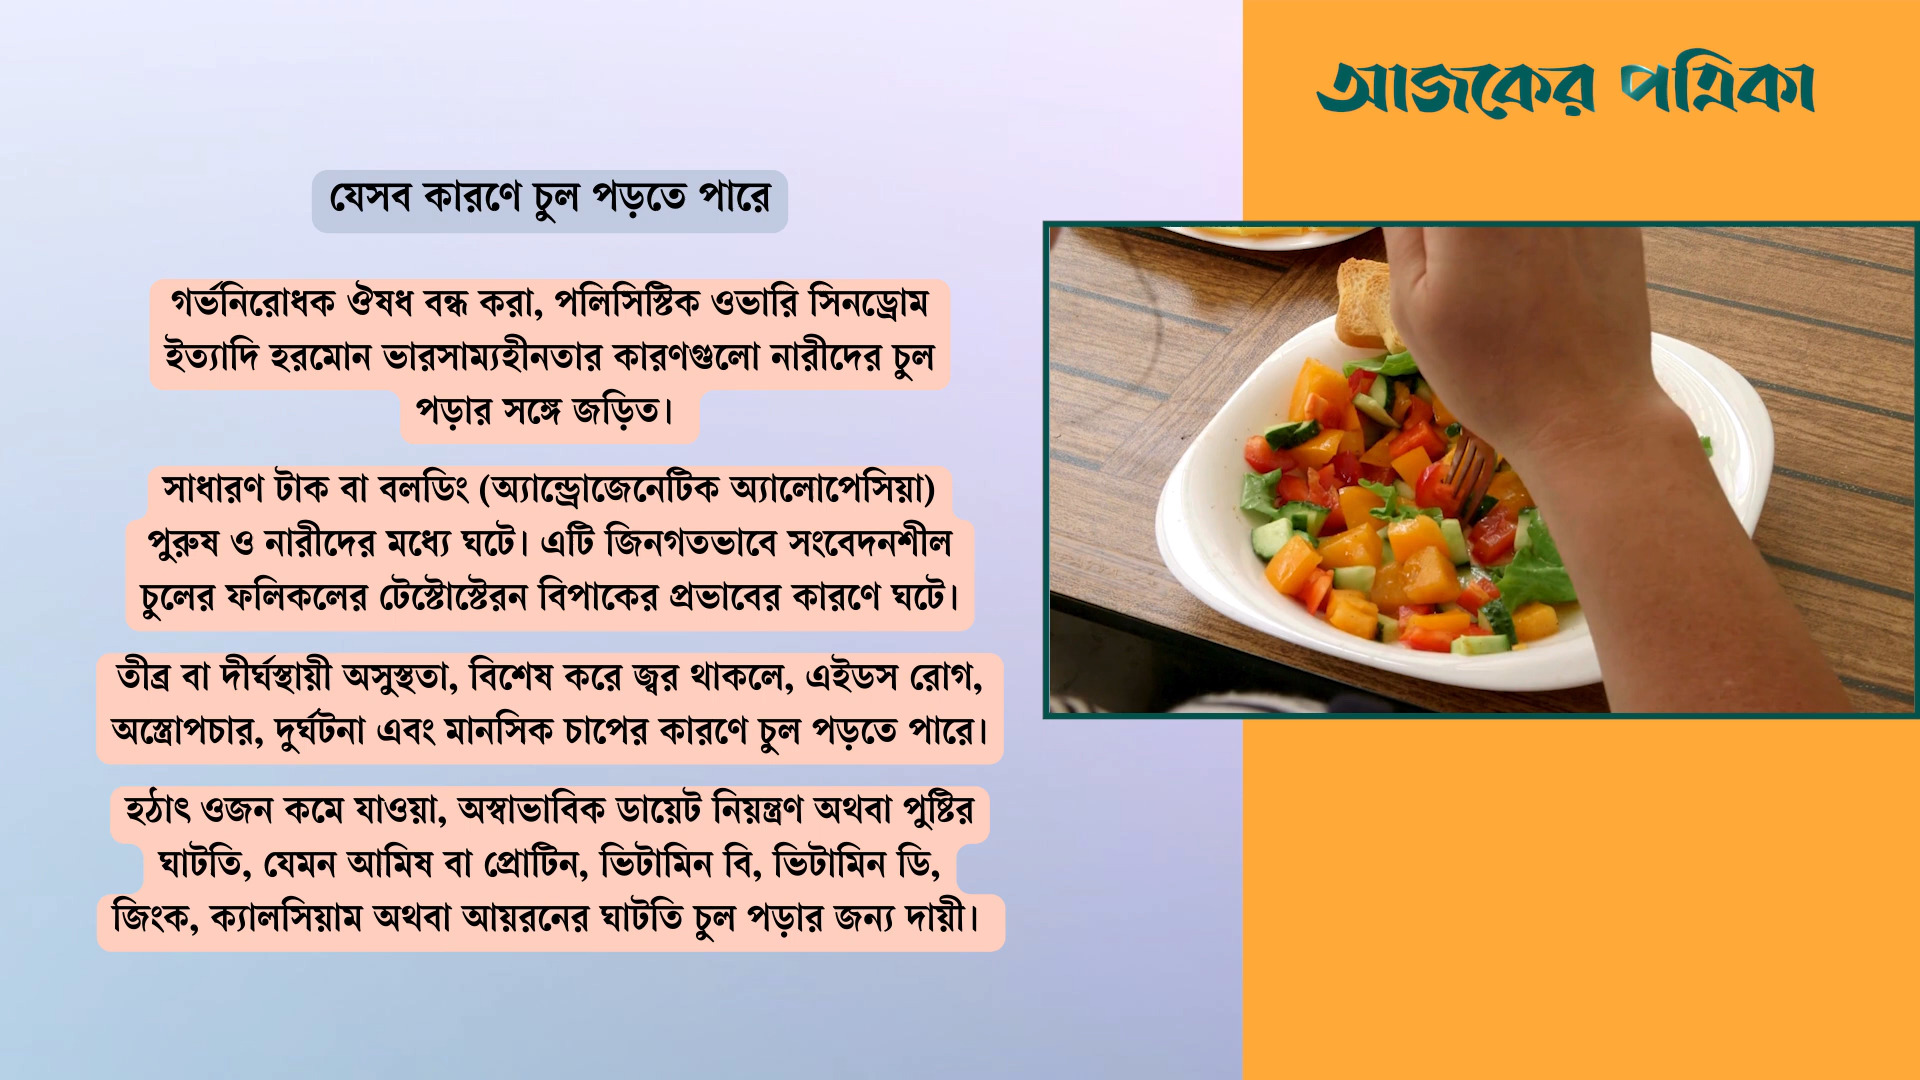 আজকের পত্রিকা
যেসব কারণে চুল পড়তে পারে
গর্ভনিরোধক ঔষধ বন্ধ করা, পলিসিস্টিক ওভারি সিনড্রোম
ইত্যাদি হরমোন ভারসাম্যহীনতার কারণগুলো নারীদের চুল
পড়ার সঙ্গে জড়িত।
সাধারণ টাক বা বলডিং (অ্যান্ড্রোজেনেটিক অ্যালোপেসিয়া)
পুরুষ ও নারীদের মধ্যে ঘটে। এটি জিনগতভাবে সংবেদনশীল
চুলের ফলিকলের টেস্টোস্টেরন বিপাকের প্রভাবের কারণে ঘটে।
তীব্র বা দীর্ঘস্থায়ী অসুস্থতা, বিশেষ করে জ্বর থাকলে, এইডস রোগ,
অস্ত্রোপচার, দুর্ঘটনা এবং মানসিক চাপের কারণে চুল পড়তে পারে।
হঠাৎ ওজন কমে যাওয়া, অস্বাভাবিক ডায়েট নিয়ন্ত্রণ অথবা পুষ্টির
ঘাটতি, যেমন আমিষ বা প্রোটিন, ভিটামিন বি, ভিটামিন ডি,
জিংক, ক্যালসিয়াম অথবা আয়রনের ঘাটতি চুল পড়ার জন্য দায়ী।